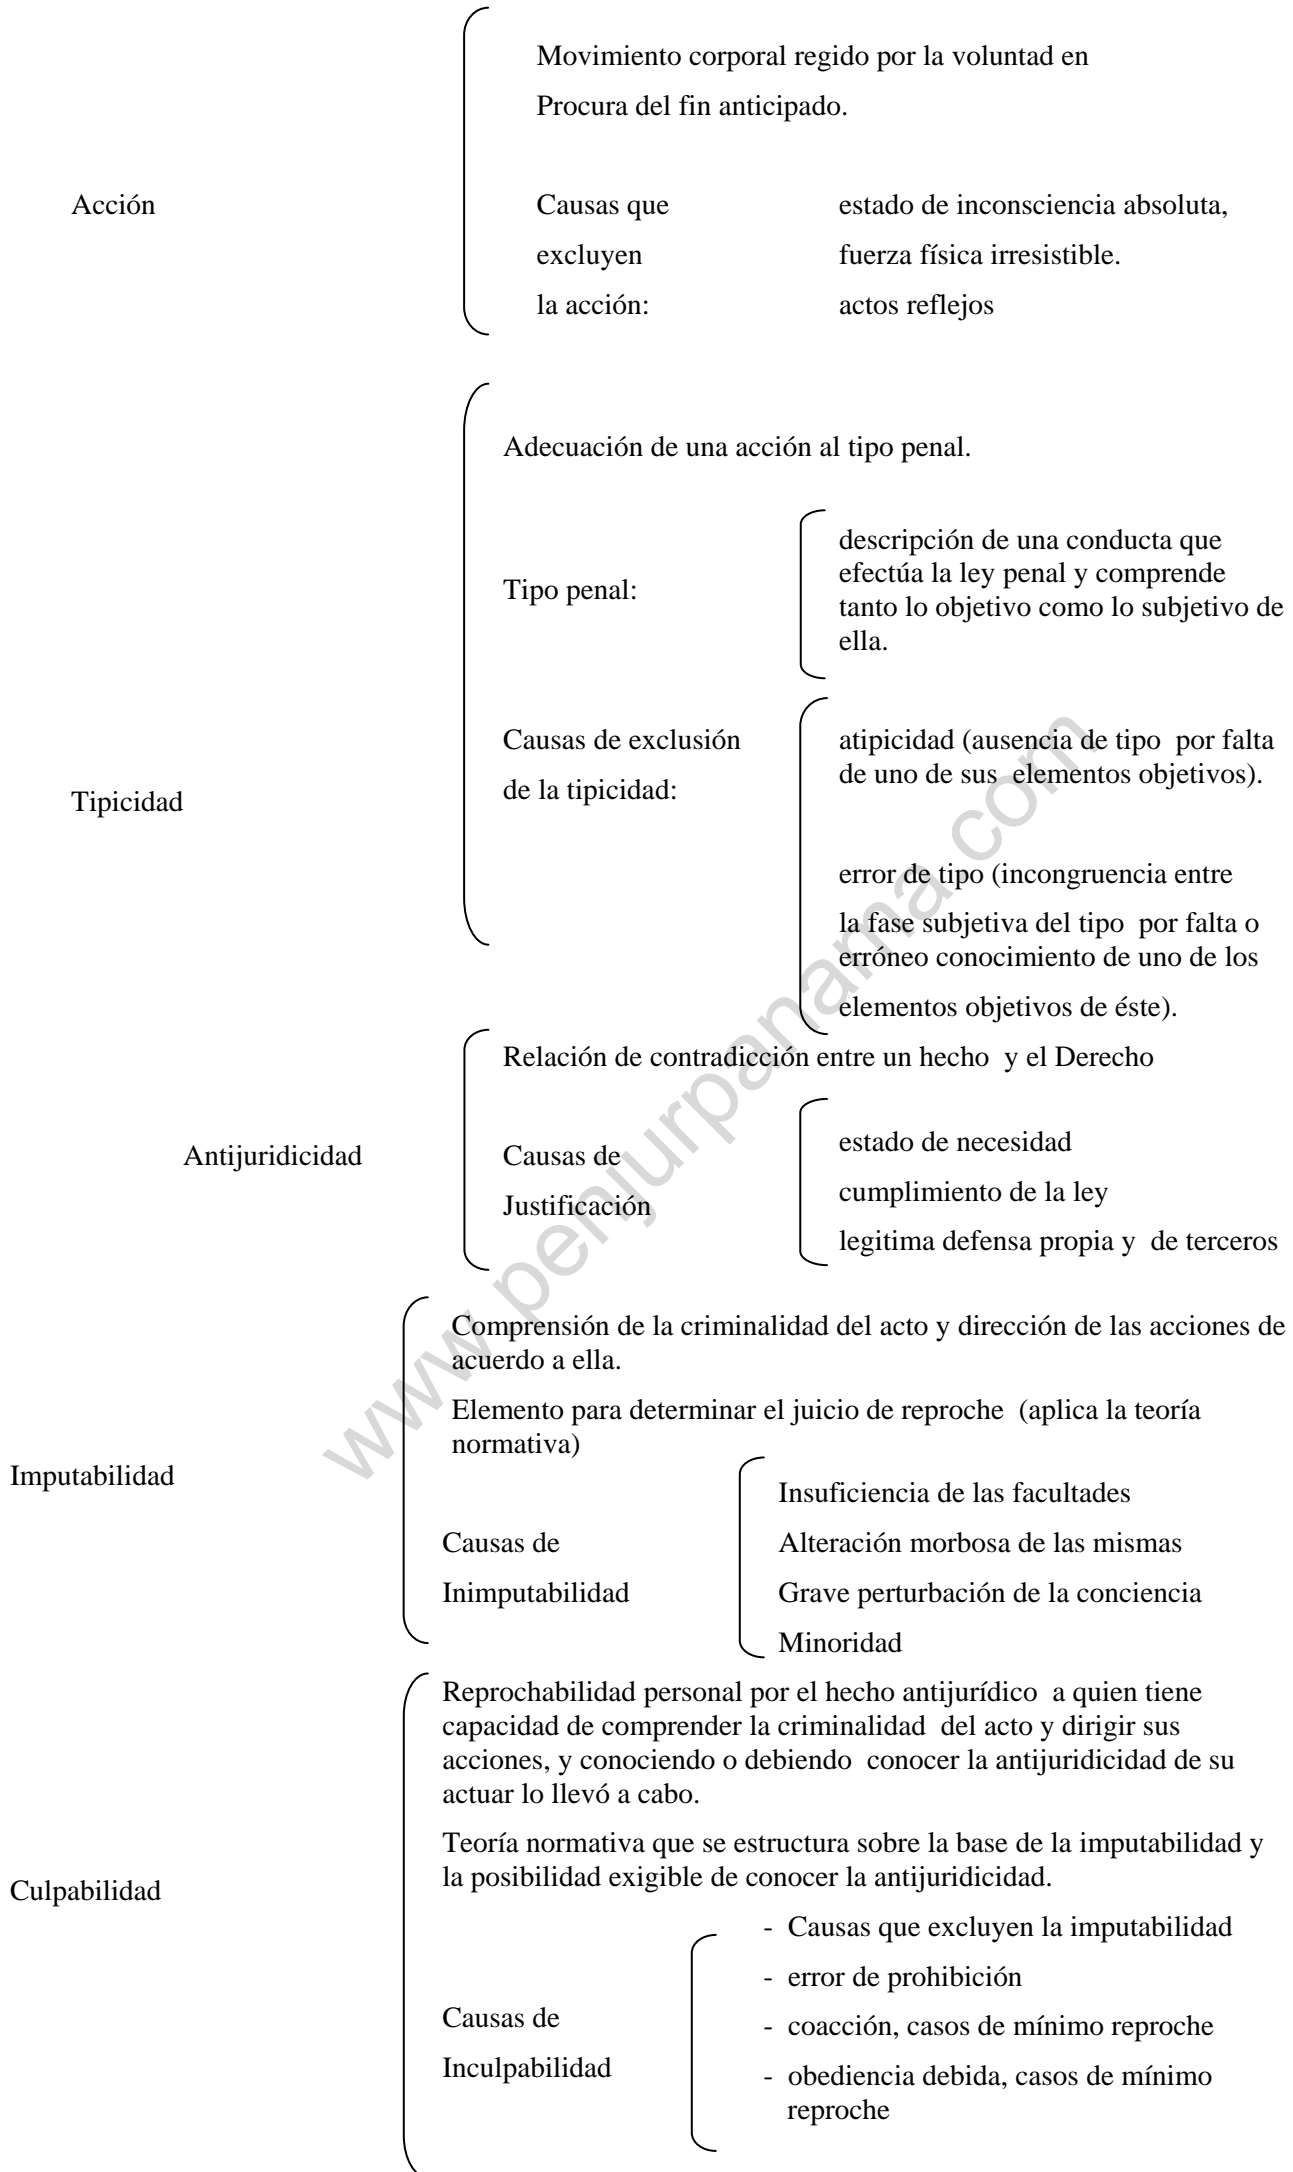 Movimiento corporal regido por la voluntad en
Procura del fin anticipado.
Acción
Causas que
excluyen
la acción:
estado de inconsciencia absoluta,
fuerza física irresistible.
actos reflejos
Tipicidad
Adecuación de una acción al tipo penal.
Tipo penal:
descripción de una conducta que
efectúa la ley penal y comprende
tanto lo objetivo como lo subjetivo de
ella.
Causas de exclusión
de la tipicidad:
atipicidad (ausencia de tipo por falta
de uno de sus elementos objetivos).
error de tipo (incongruencia entre
la fase subjetiva del tipo por falta o
erróneo conocimiento de uno de los
elementos objetivos de éste).
Antijuridicidad
Relación de contradicción entre un hecho y el Derecho
Causas de
Justificación
estado de necesidad
cumplimiento de la ley
legitima defensa propia y de terceros
Imputabilidad
Comprensión de la criminalidad del acto y dirección de las acciones de
acuerdo a ella.
Elemento para determinar el juicio de reproche (aplica la teoría
normativa)
Causas de
Inimputabilidad
Insuficiencia de las facultades
Alteración morbosa de las mismas
Grave perturbación de la conciencia
Minoridad
Culpabilidad
Reprochabilidad personal por el hecho antijurídico a quien tiene
capacidad de comprender la criminalidad del acto y dirigir sus
acciones, y conociendo o debiendo conocer la antijuridicidad de su
actuar lo llevó a cabo.
Teoría normativa que se estructura sobre la base de la imputabilidad y
la posibilidad exigible de conocer la antijuridicidad.
Causas de
Inculpabilidad
- Causas que excluyen la imputabilidad
- error de prohibición
- coacción, casos de mínimo reproche
- obediencia debida, casos de mínimo
reproche
www.penjurpanama.com